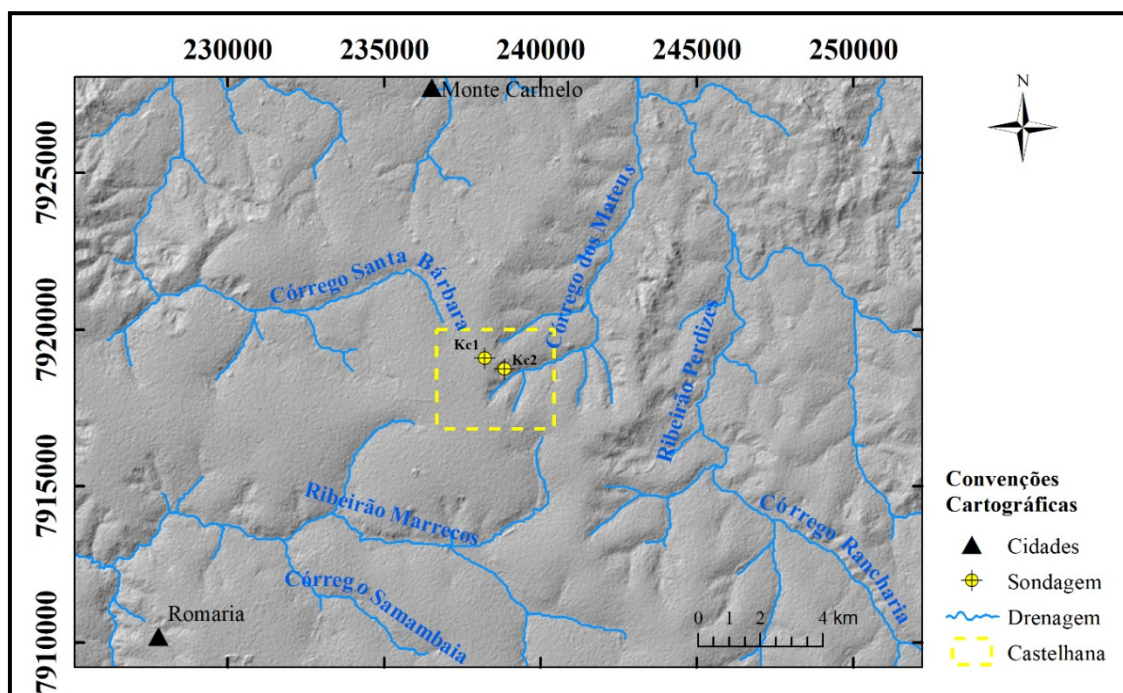 230000 235000 240000 245000 250000
N
Monte Carmelo
7925000
Córrego dos Mateus
Córrego Santa Bárbara
7920000
Kc1
Kc2
Ribeirão Perdizes
7915000
Ribeirão Marrecos
Córrego Rancharia
Córrego Samambaia
Romaria
7910000
0 1 2 4 km
Convenções
Cartográficas
Cidades
Sondagem
Drenagem
Castelhana